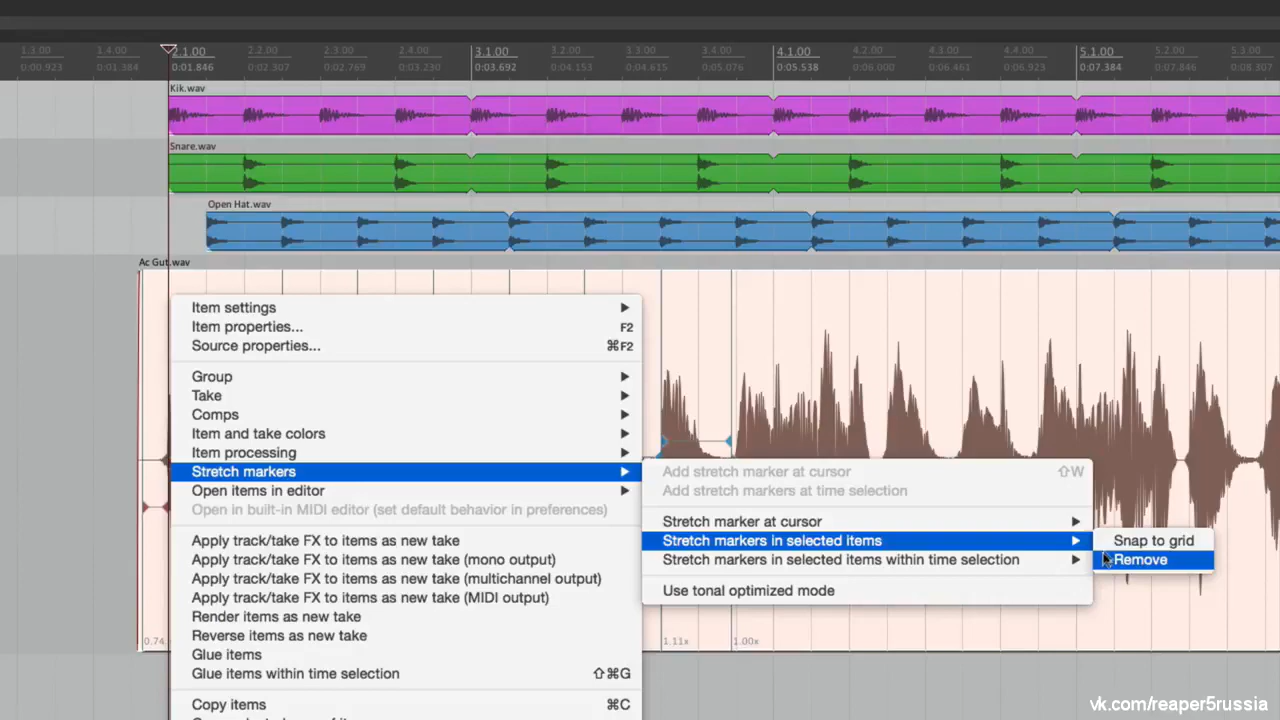 1.3.00 1.4.00 2.1.00 2.2.00 2.3.00 2.4.00 3.1.00 3.2.00 3.3.00 3.4.00 4.1.00 4.2.00 4.3.00 4.4.00 5.1.00 5.2.00 5.3.00
0:00.923 0:01.384 0:01.846 0:02.307 0:02.769 0:03.230 0:03.692 0:04.153 0:04.615 0:05.076 0:05.538 0:06.000 0:06.461 0:06.923 0:07.384 0:07.846 0:08.307
Kik.wav
Snare.wav
Open Hat.wav
Ac Gut.wav
Item settings
Item properties... F2
Source properties... ⌘F2
Group
Take
Comps
Item and take colors
Item processing
Stretch markers
Open items in editor
Open in built-in MIDI editor (set default behavior in preferences)
Apply track/take FX to items as new take
Apply track/take FX to items as new take (mono output)
Apply track/take FX to items as new take (multichannel output)
Apply track/take FX to items as new take (MIDI output)
Render items as new take
Reverse items as new take
Glue items
Glue items within time selection ⇧⌘G
Copy items ⌘C
Add stretch marker at cursor ⇧W
Add stretch markers at time selection
Stretch marker at cursor
Stretch markers in selected items
Stretch markers in selected items within time selection
Use tonal optimized mode
Snap to grid
Remove
0.74
1.11x
1.00x
vk.com/reaper5russia